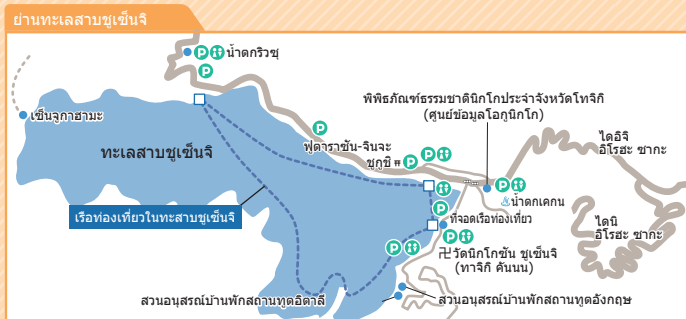 ย่านทะเลสาบชูเซ็นจิ
น้ำตกริวซุ
เซ็นจูกาฮามะ
ทะเลสาบชูเซ็นจิ
พิพิธภัณฑ์ธรรมชาตินิกโกประจำจังหวัดโทจิกิ
(ศูนย์ข้อมูลโอกูนิกโก)
ฟูตาราซัน-จินจะ
ชูกูชิ
ไดอิจิ
อิโรฮะ ซากะ
น้ำตกเคกน
เรือท่องเที่ยวในทะสาบชูเซ็นจิ
ที่จอดเรือท่องเที่ยว
ไดนิ
อิโรฮะ ซากะ
卍วัดนิกโกซัน ชูเซ็นจิ
(ทาจิกิ คันนน)
สวนอนุสรณ์บ้านพักสถานทูตอิตาลี
สวนอนุสรณ์บ้านพักสถานทูตอังกฤษ